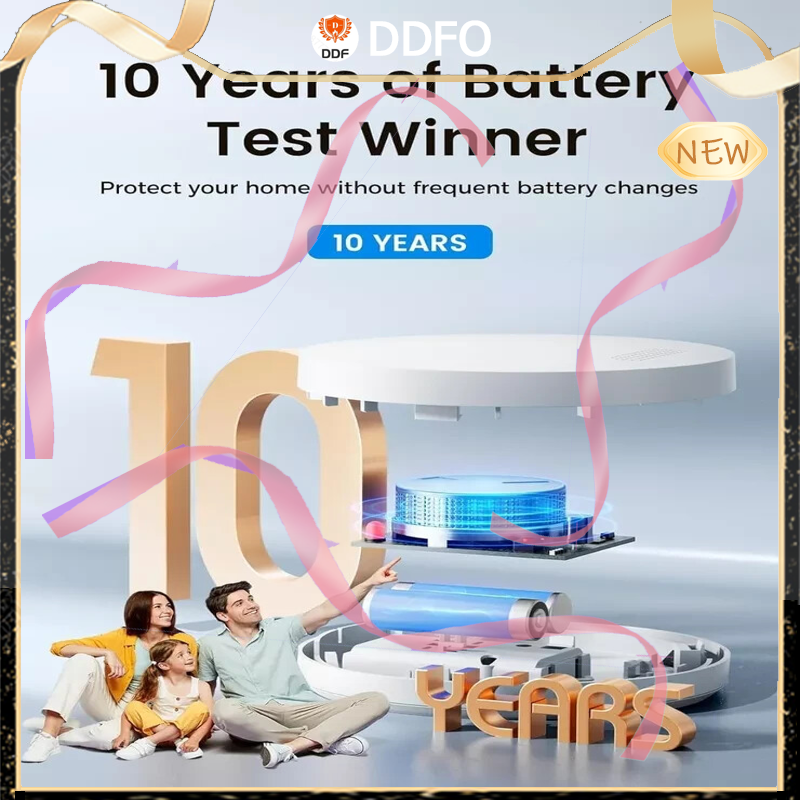 DDF DDFO
10 Years of Battery
Test Winner
NEW
Protect your home without frequent battery changes
10 YEARS
10
YEARS